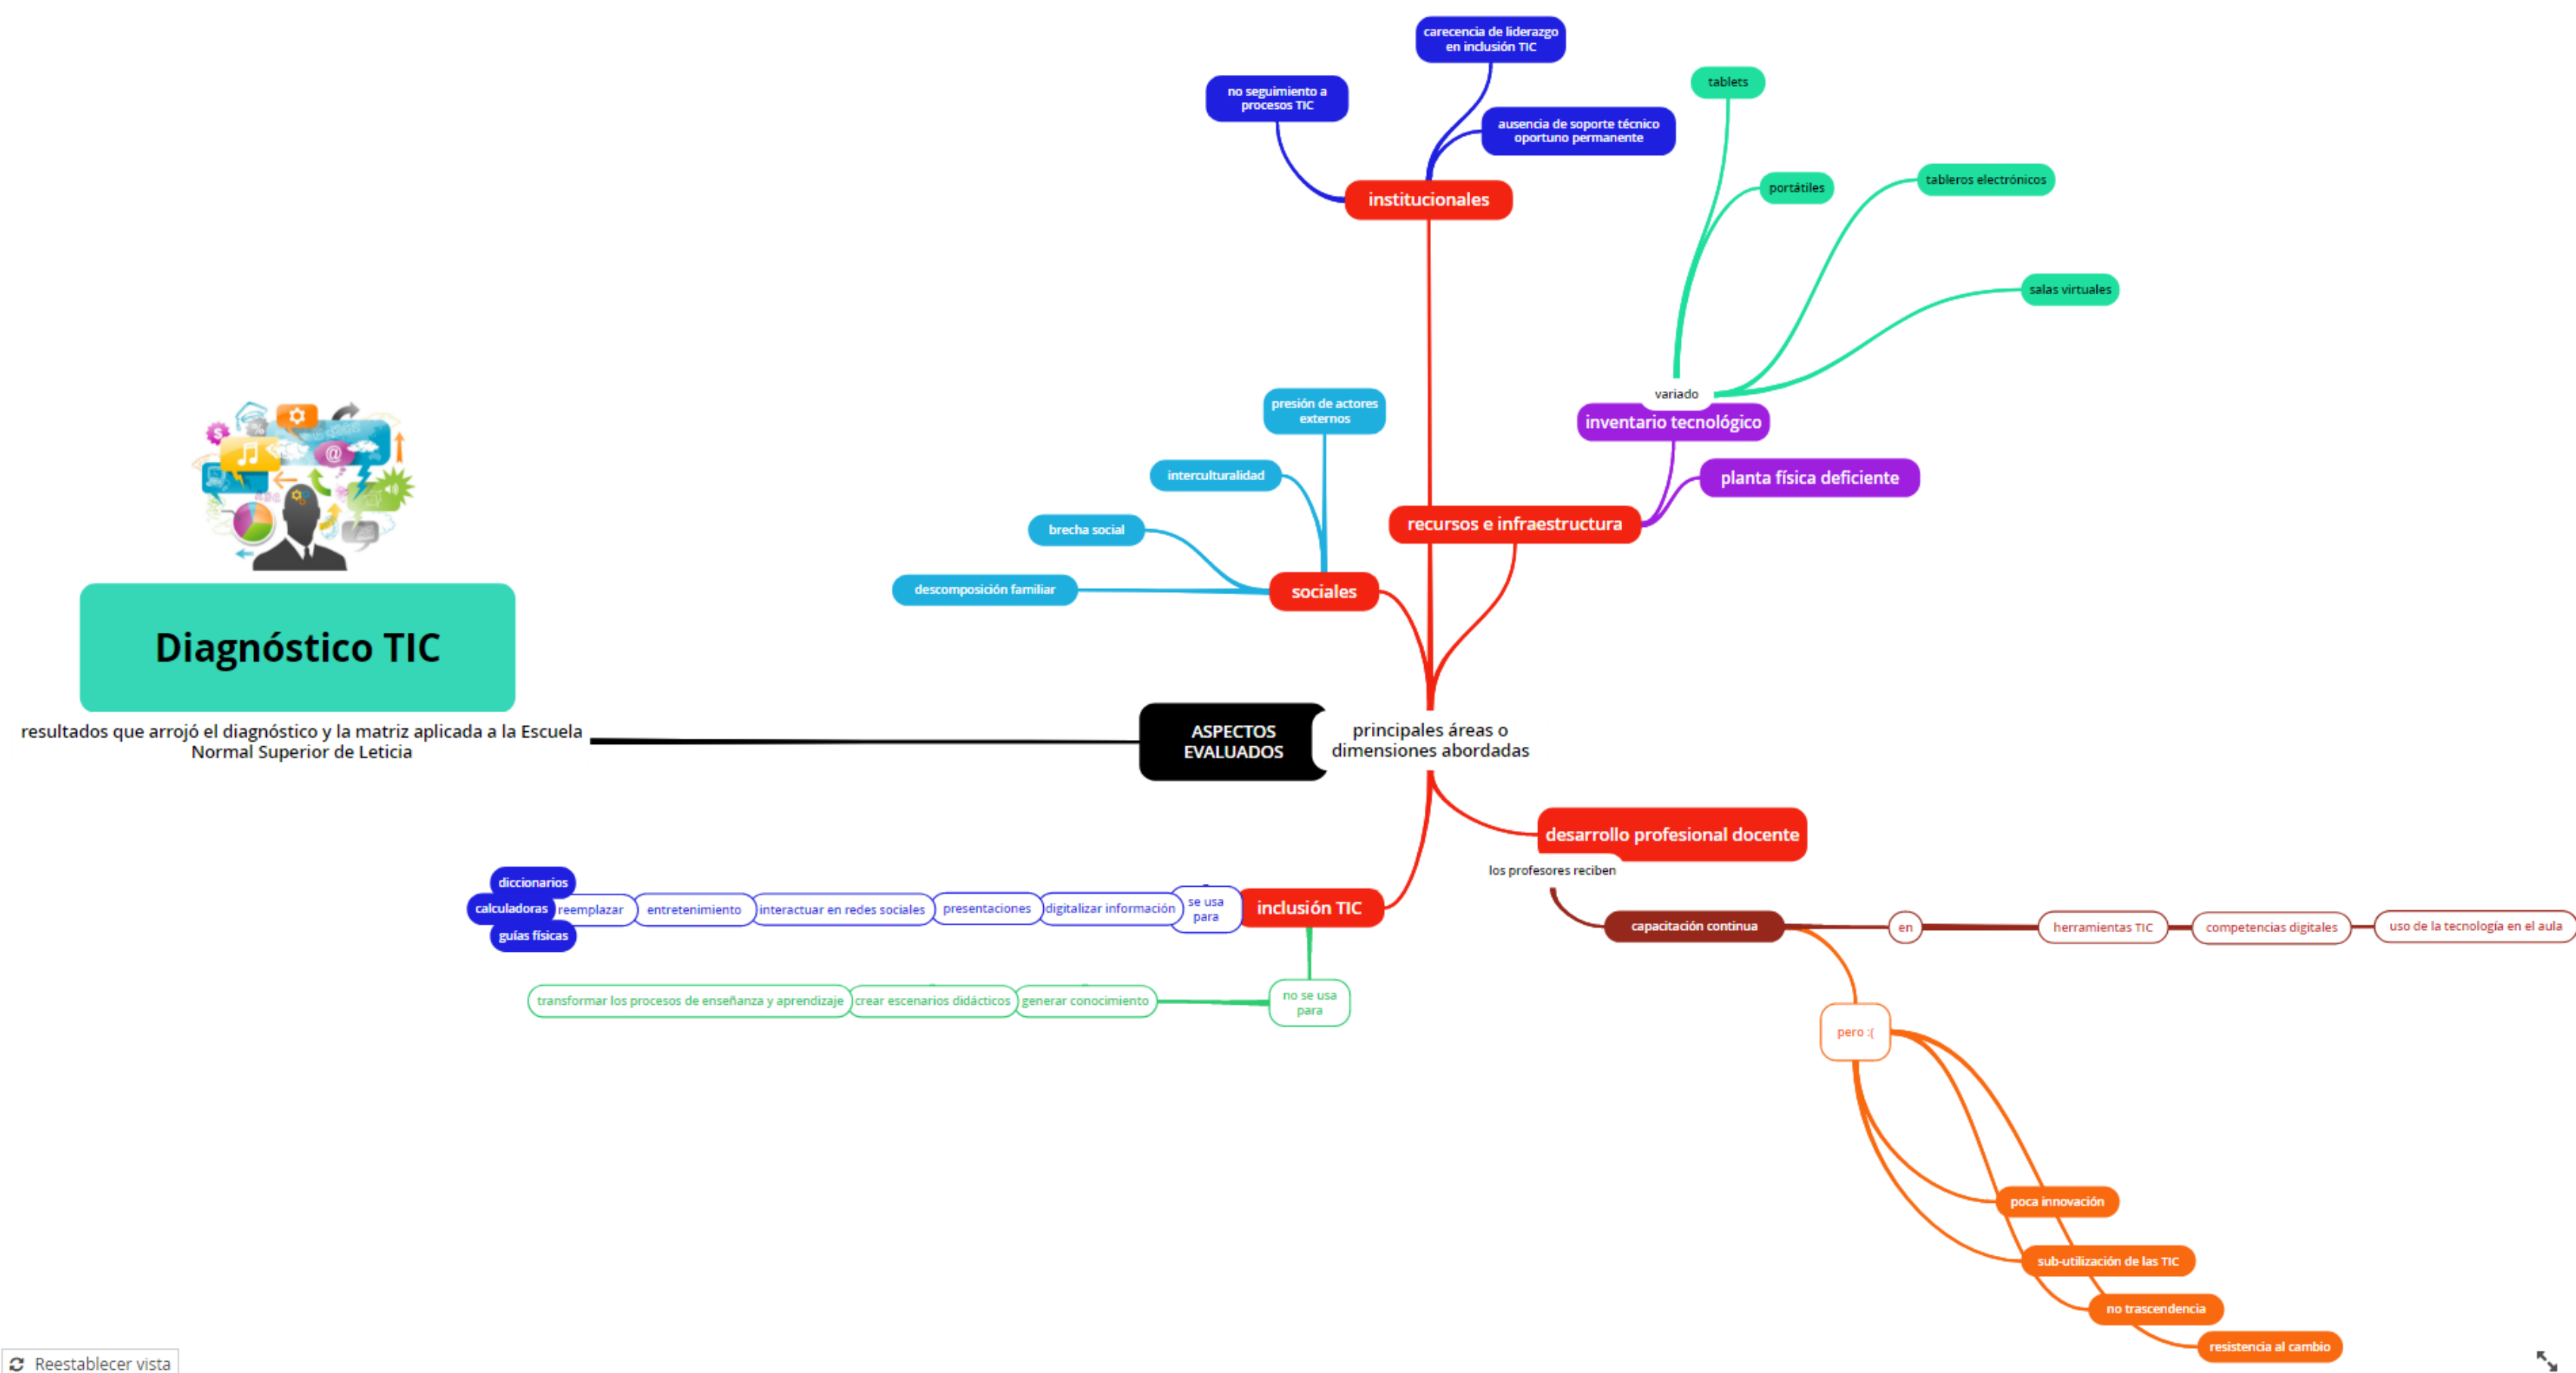 carecencia de liderazgo
en inclusión TIC
no seguimiento a
procesos TIC
ausencia de soporte técnico
oportuno permanente
institucionales
tablets
portátiles
tableros electrónicos
salas virtuales
variado
inventario tecnológico
planta física deficiente
recursos e infraestructura
presión de actores
externos
interculturalidad
brecha social
descomposición familiar
sociales
Diagnóstico TIC
resultados que arrojó el diagnóstico y la matriz aplicada a la Escuela
Normal Superior de Leticia
ASPECTOS
EVALUADOS
principales áreas o
dimensiones abordadas
desarrollo profesional docente
los profesores reciben
capacitación continua
en
herramientas TIC
competencias digitales
uso de la tecnología en el aula
pero :(
poca innovación
sub-utilización de las TIC
no trascendencia
resistencia al cambio
inclusión TIC
se usa
para
digitalizar información
presentaciones
interactuar en redes sociales
entretenimiento
reemplazar
diccionarios
calculadoras
guías físicas
no se usa
para
generar conocimiento
crear escenarios didácticos
transformar los procesos de enseñanza y aprendizaje
Reestablecer vista